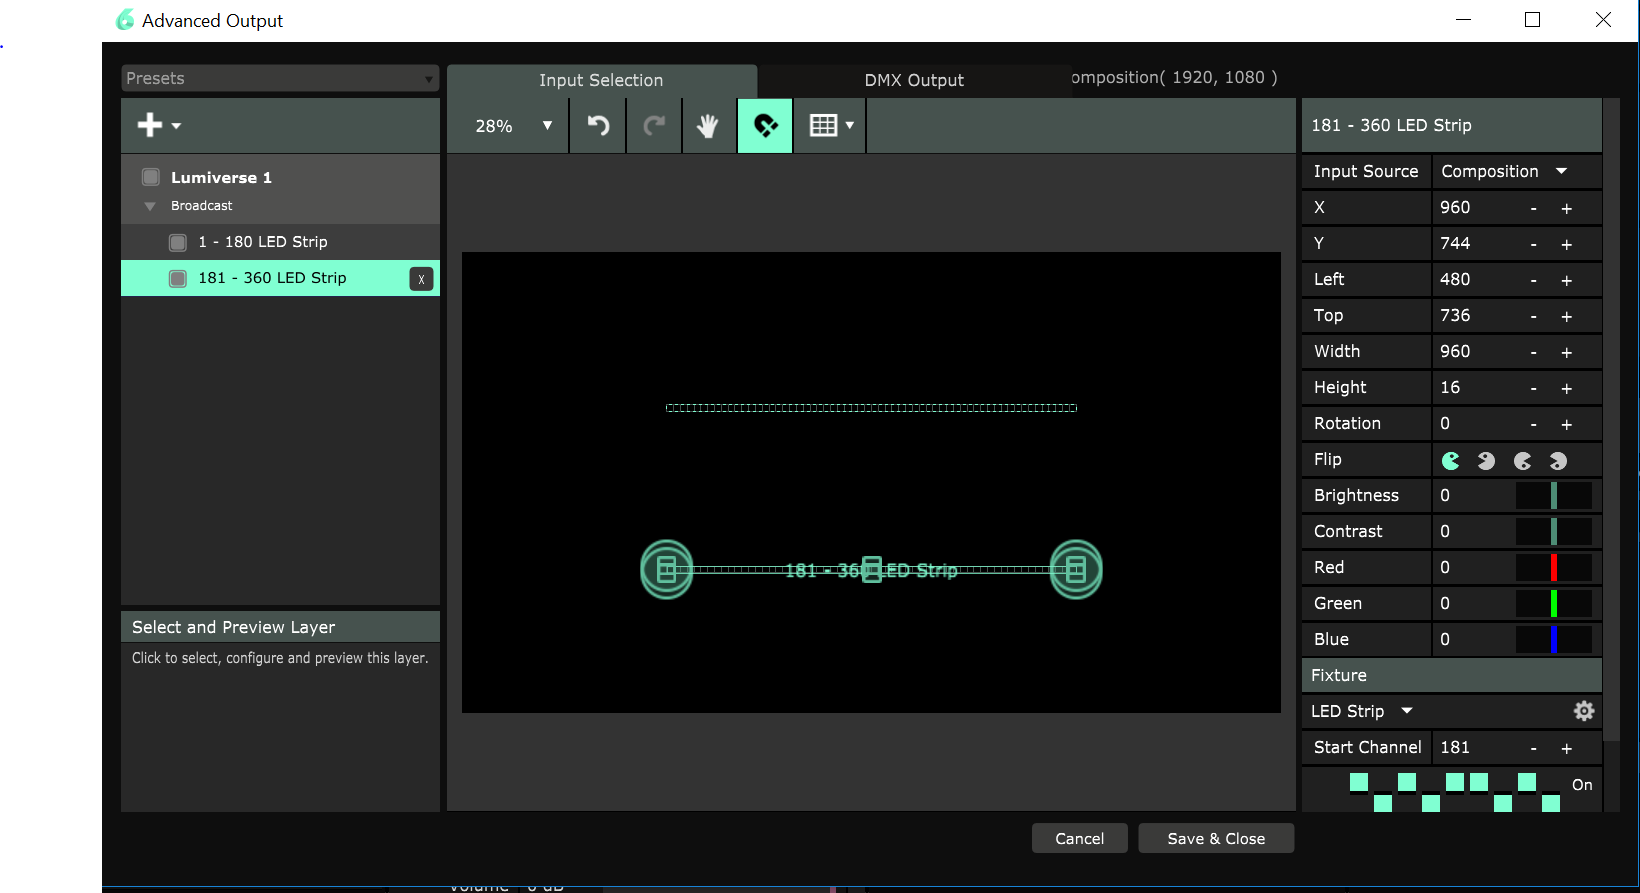 Advanced Output
Presets
Input Selection
DMX Output
omposition( 1920, 1080 )
28%
181 - 360 LED Strip
Lumiverse 1
Broadcast
1 - 180 LED Strip
181 - 360 LED Strip
X
Input Source Composition
X 960 - +
Y 744 - +
Left 480 - +
Top 736 - +
Width 960 - +
Height 16 - +
Rotation 0 - +
Flip
Brightness 0
Contrast 0
Red 0
Green 0
Blue 0
181 - 360 LED Strip
Fixture
LED Strip
Start Channel 181 - +
On
Select and Preview Layer
Click to select, configure and preview this layer.
Cancel
Save & Close
Volume 0 dB